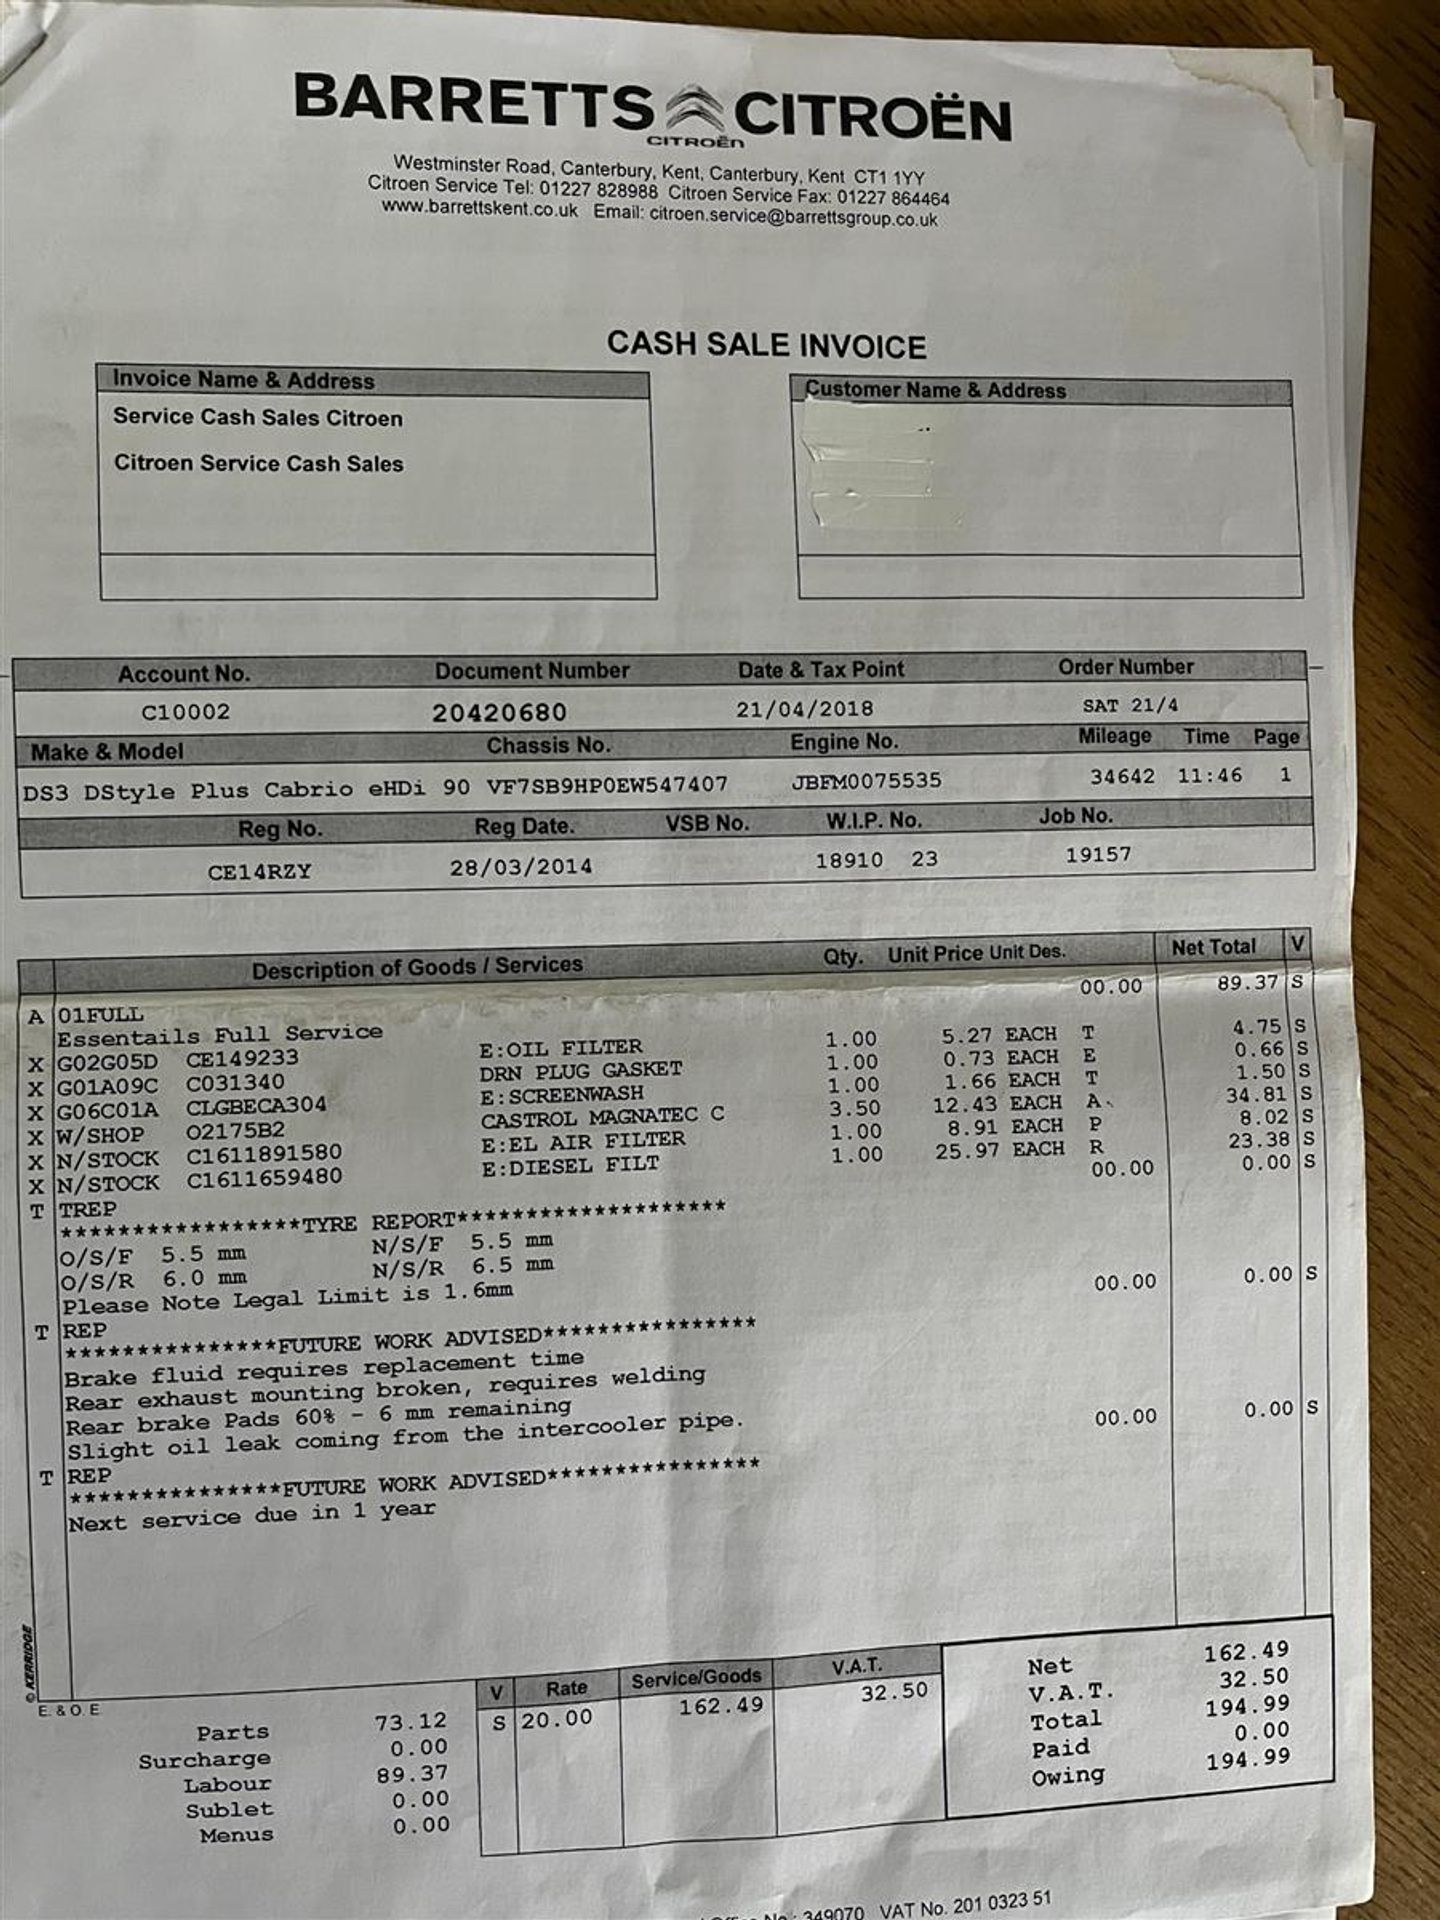 BARRETTS CITROËN
CITROËN
Westminster Road, Canterbury, Kent, Canterbury, Kent CT1 1YY
Citroen Service Tel: 01227 828988 Citroen Service Fax: 01227 864464
www.barrettskent.co.uk Email: citroen.service@barrettsgroup.co.uk
CASH SALE INVOICE
Invoice Name & Address
Service Cash Sales Citroen
Citroen Service Cash Sales
Customer Name & Address
Account No. Document Number Date & Tax Point Order Number
C10002 20420680 21/04/2018 SAT 21/4
Make & Model Chassis No. Engine No. Mileage Time Page
DS3 DStyle Plus Cabrio eHDi 90 VF7SB9HP0EW547407 JBFM0075535 34642 11:46 1
Reg No. Reg Date. VSB No. W.I.P. No. Job No.
CE14RZY 28/03/2014 18910 23 19157
Description of Goods / Services Qty. Unit Price Unit Des. Net Total V
A 01FULL 00.00 89.37 S
Essentails Full Service
X G02G05D CE149233 E:OIL FILTER 1.00 5.27 EACH T 4.75 S
X G01A09C C031340 DRN PLUG GASKET 1.00 0.73 EACH E 0.66 S
X G06C01A CLGBECA304 E:SCREENWASH 1.00 1.66 EACH T 1.50 S
X W/SHOP O2175B2 CASTROL MAGNATEC C 3.50 12.43 EACH A 34.81 S
X N/STOCK C1611891580 E:EL AIR FILTER 1.00 8.91 EACH P 8.02 S
X N/STOCK C1611659480 E:DIESEL FILT 1.00 25.97 EACH R 23.38 S
T TREP 00.00 0.00 S
*****************TYRE REPORT*******************
O/S/F 5.5 mm N/S/F 5.5 mm
O/S/R 6.0 mm N/S/R 6.5 mm
Please Note Legal Limit is 1.6mm
T REP 00.00 0.00 S
***************FUTURE WORK ADVISED***************
Brake fluid requires replacement time
Rear exhaust mounting broken, requires welding
Rear brake Pads 60% - 6 mm remaining
Slight oil leak coming from the intercooler pipe.
T REP 00.00 0.00 S
***************FUTURE WORK ADVISED***************
Next service due in 1 year
© KERRIDGE
E. & O. E
Parts 73.12
Surcharge 0.00
Labour 89.37
Sublet 0.00
Menus 0.00
V Rate Service/Goods V.A.T.
S 20.00 162.49 32.50
Net 162.49
V.A.T. 32.50
Total 194.99
Paid 0.00
Owing 194.99
349070 VAT No. 201 0323 51